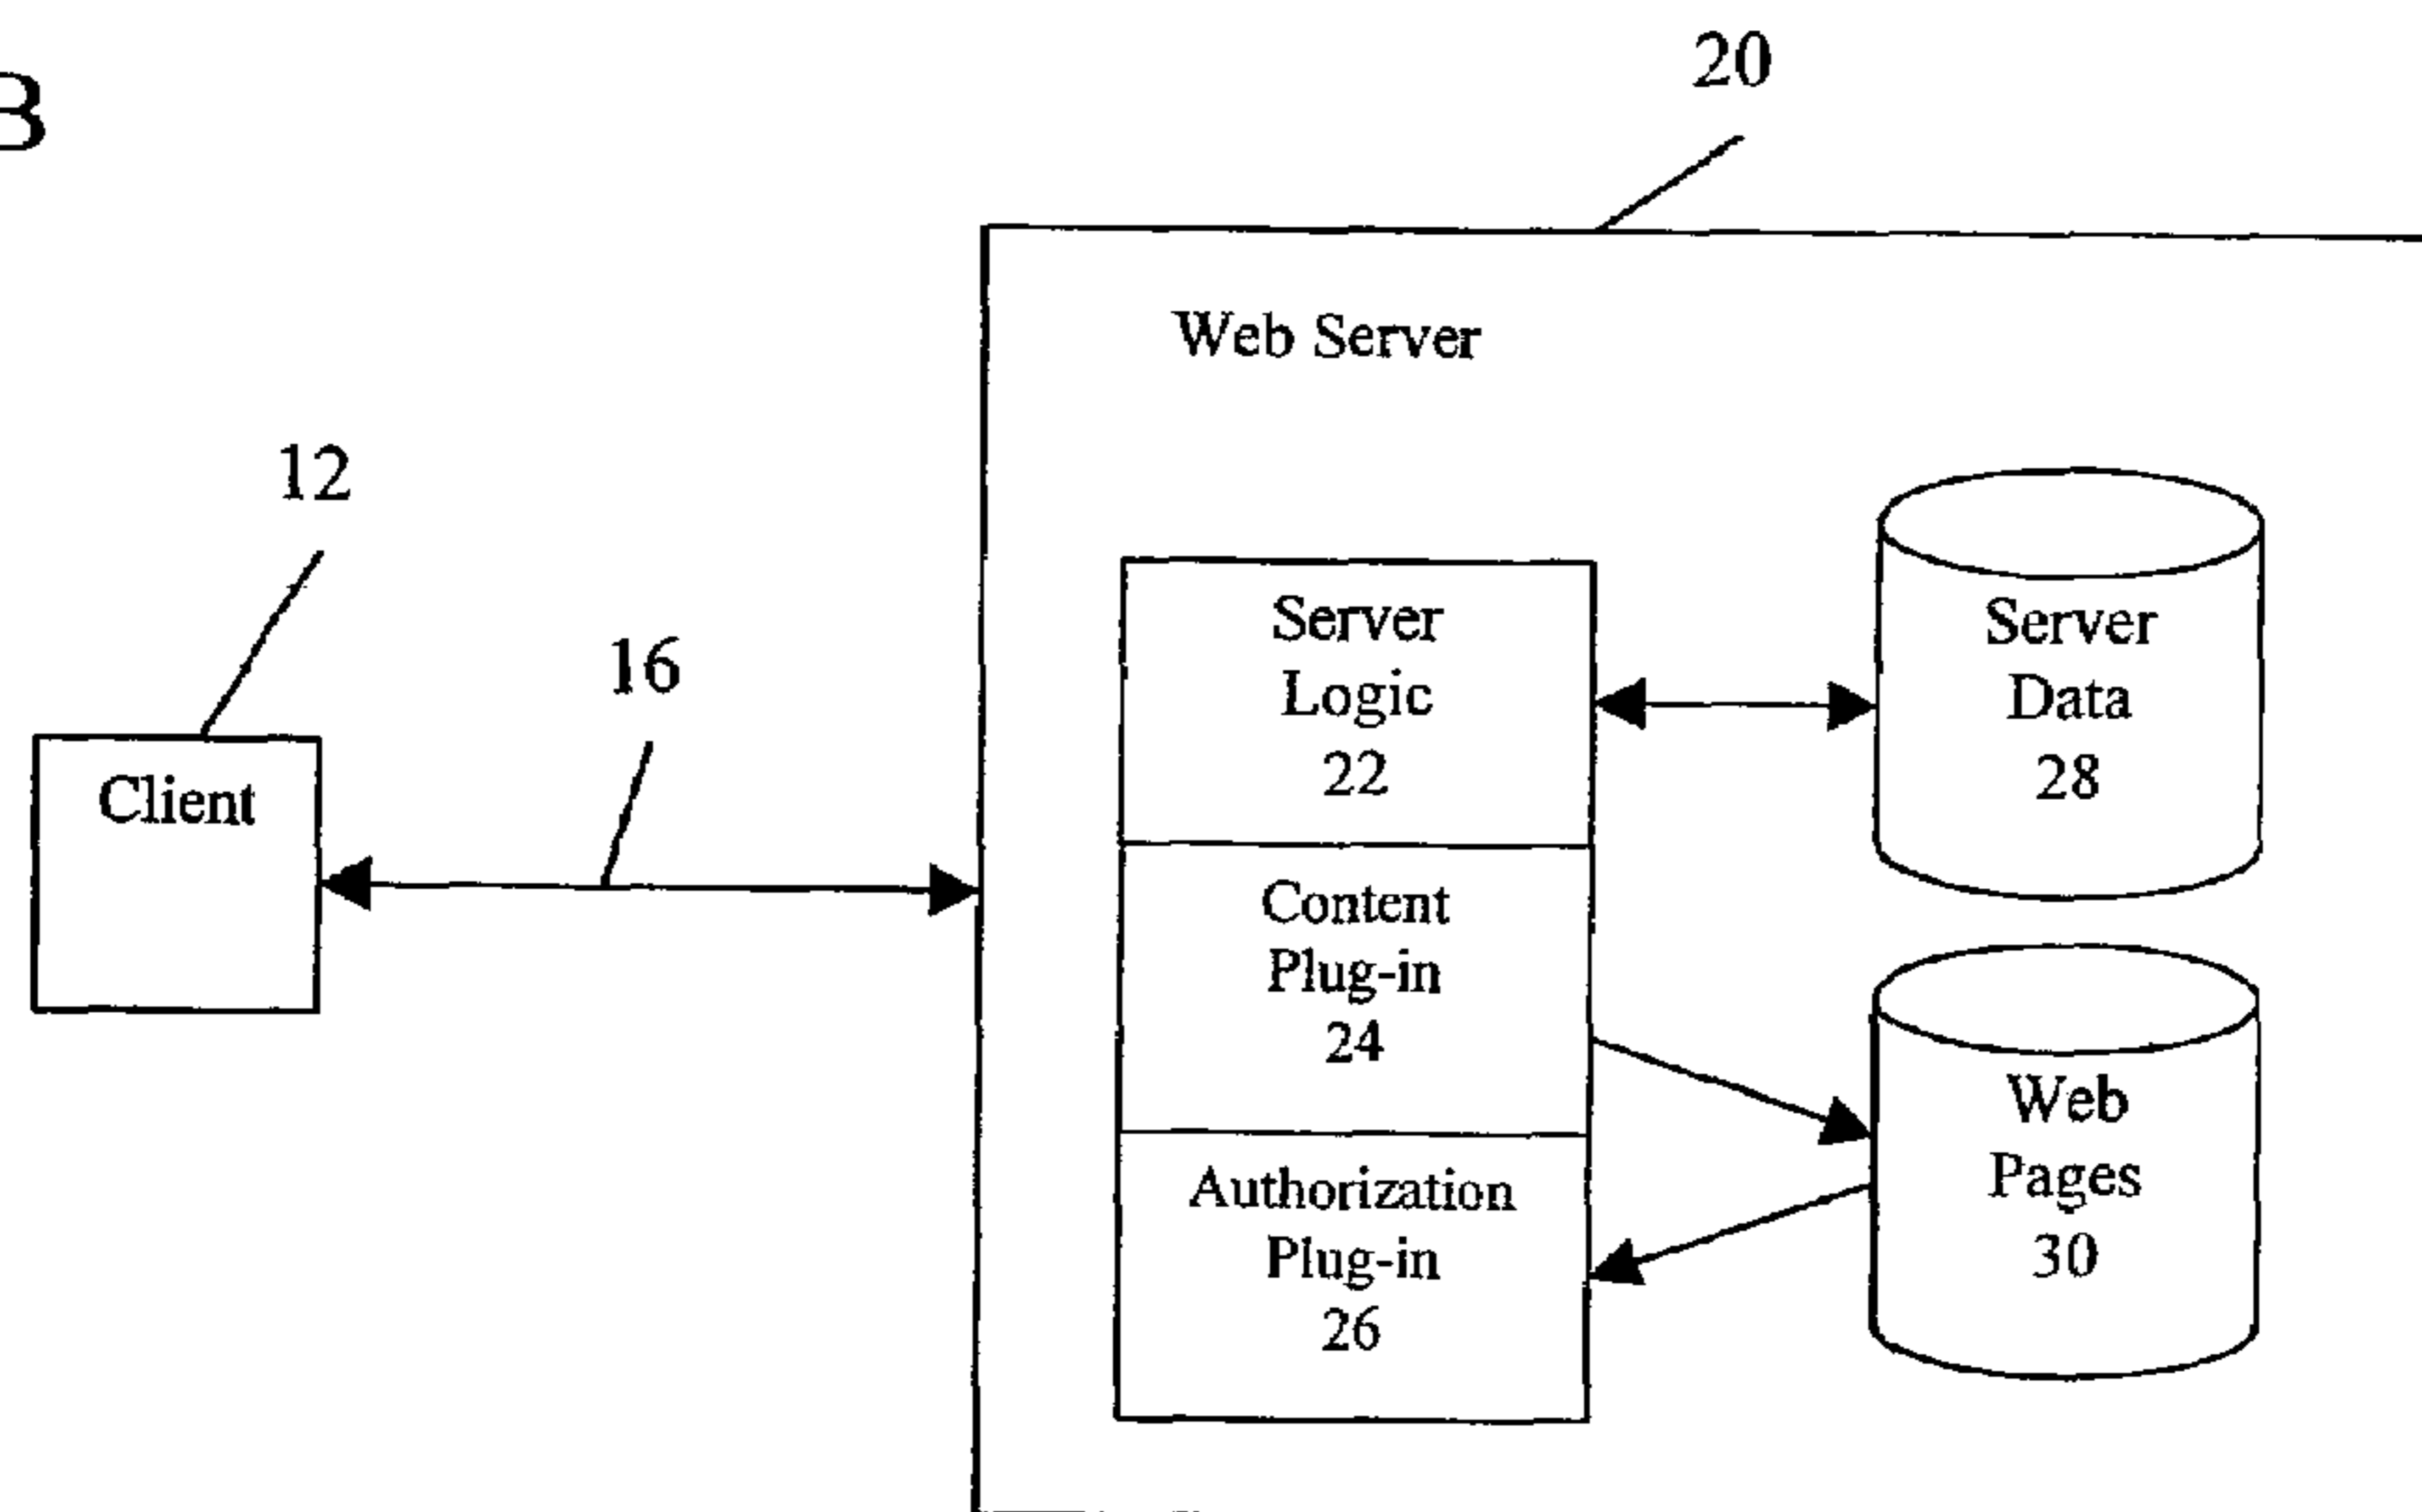 B
20
Web Server
12
16
Client
Server
Logic
22
Content
Plug-in
24
Authorization
Plug-in
26
Server
Data
28
Web
Pages
30